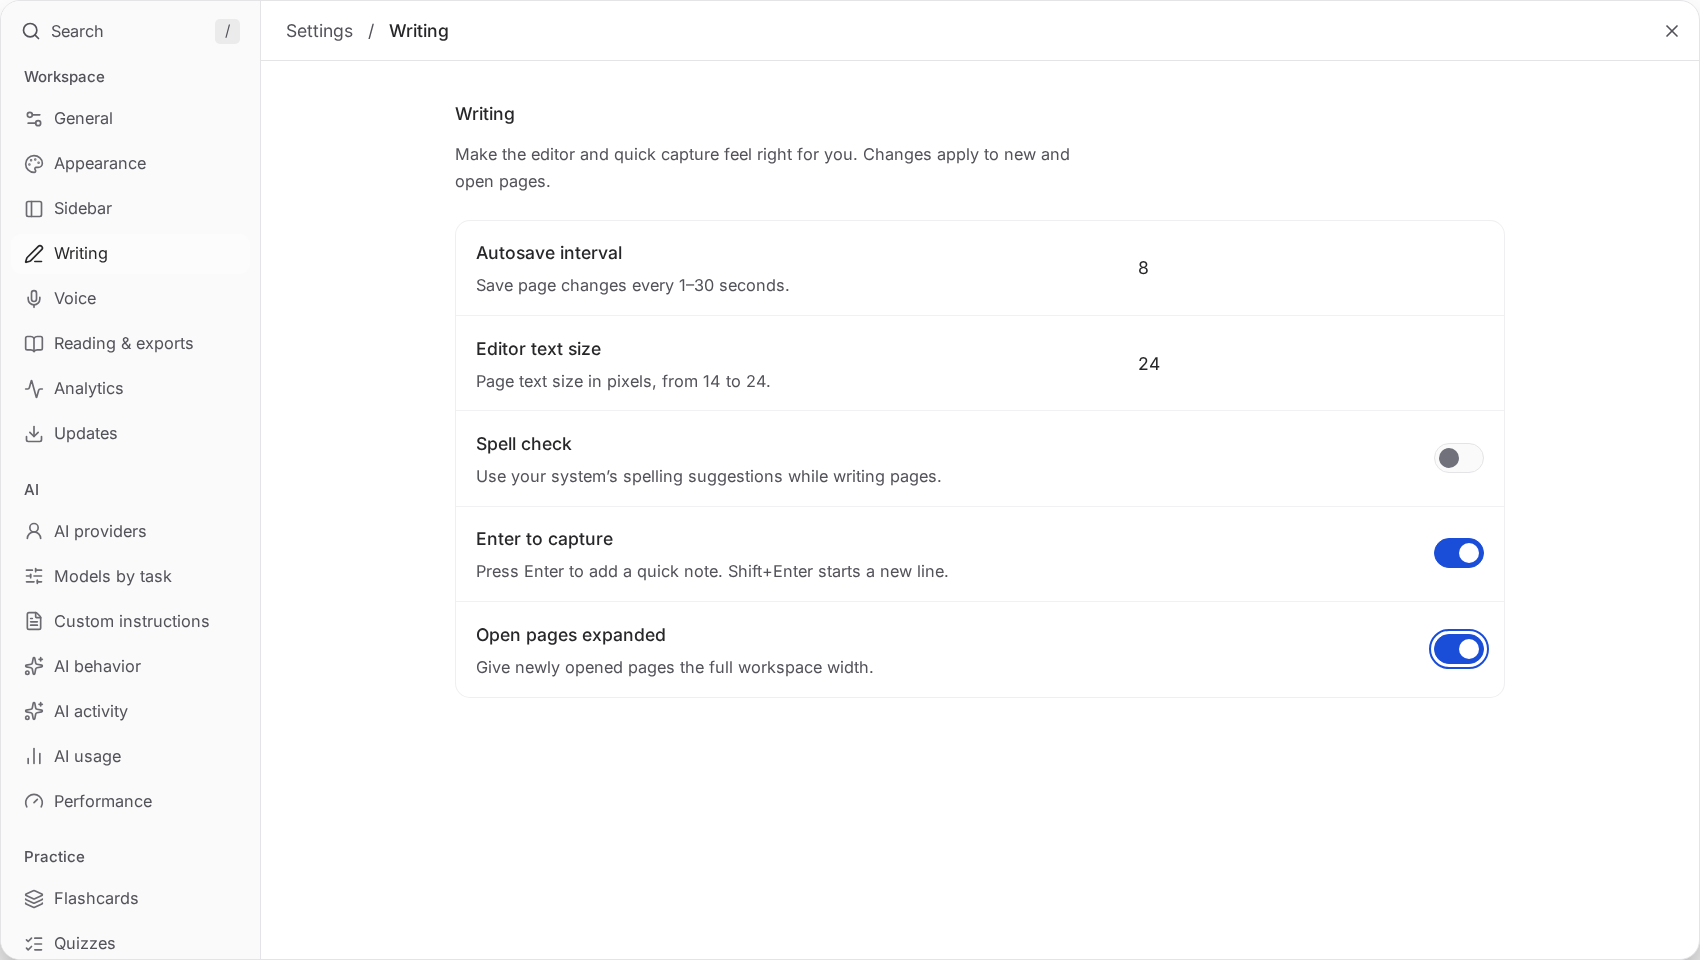 Search
/
Workspace
General
Appearance
Sidebar
Writing
Voice
Reading & exports
Analytics
Updates
AI
AI providers
Models by task
Custom instructions
AI behavior
AI activity
AI usage
Performance
Practice
Flashcards
Quizzes
Settings / Writing
Writing
Make the editor and quick capture feel right for you. Changes apply to new and
open pages.
Autosave interval
Save page changes every 1–30 seconds.
8
Editor text size
Page text size in pixels, from 14 to 24.
24
Spell check
Use your system’s spelling suggestions while writing pages.
Enter to capture
Press Enter to add a quick note. Shift+Enter starts a new line.
Open pages expanded
Give newly opened pages the full workspace width.